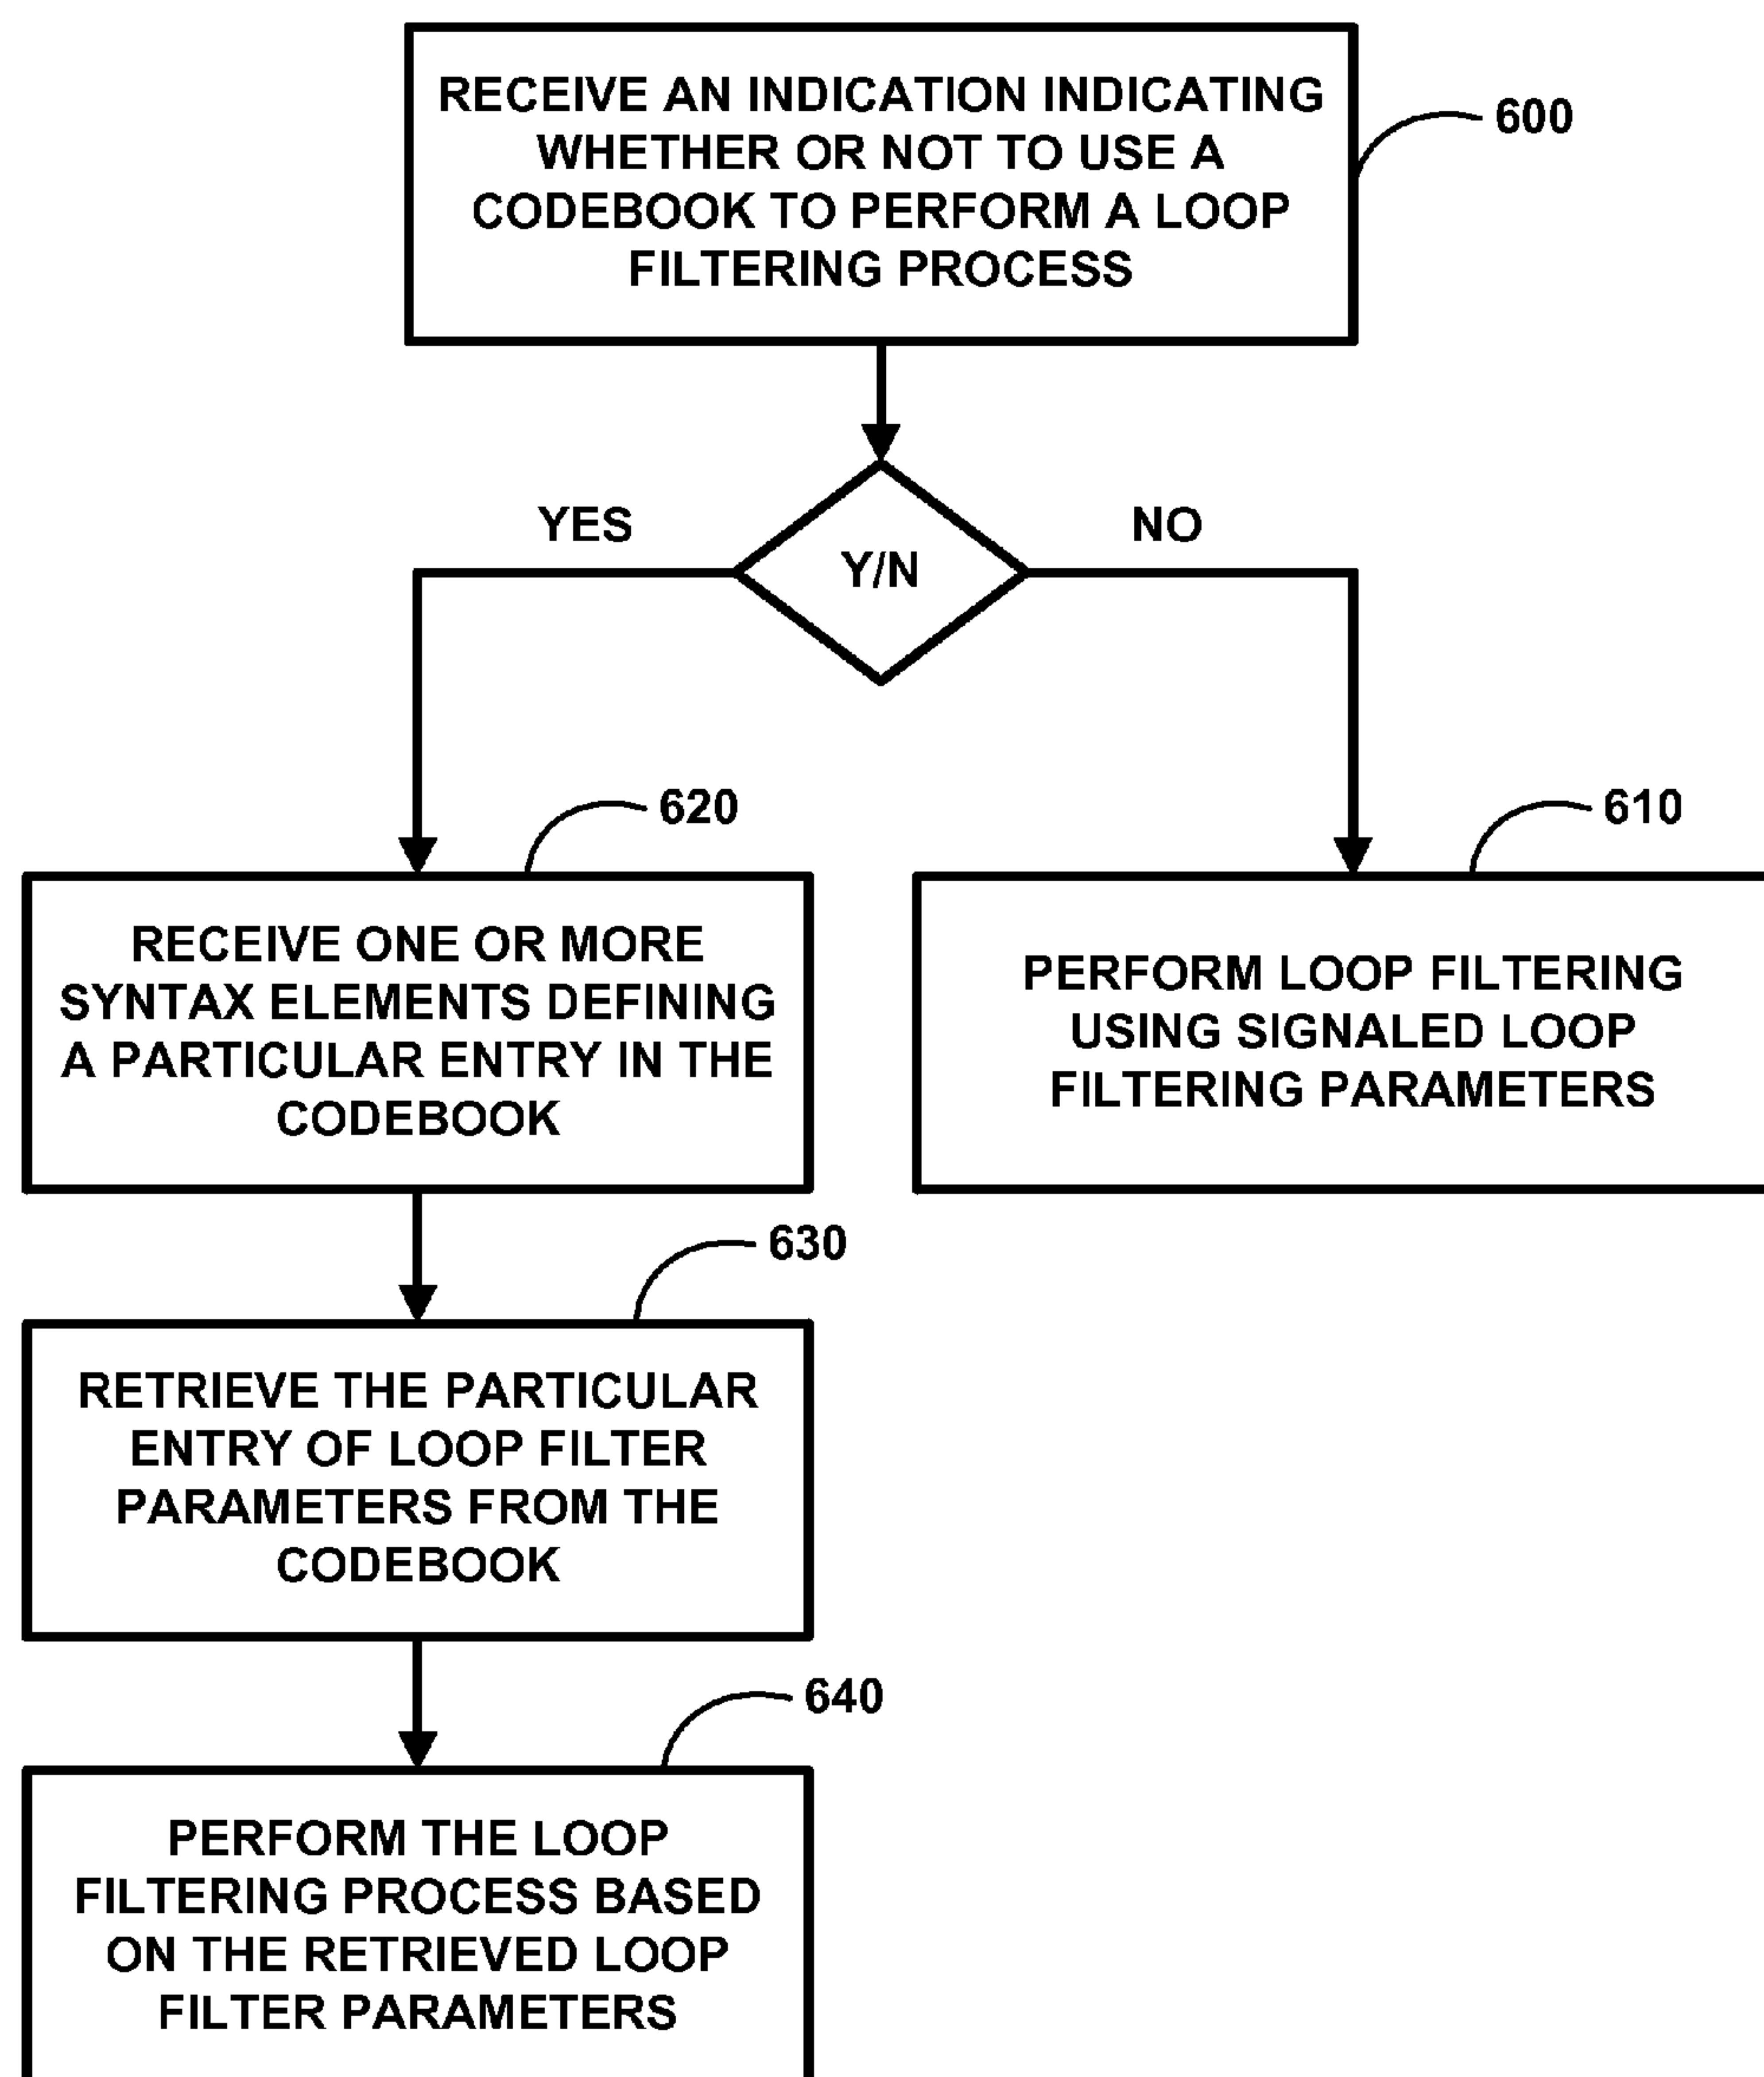 RECEIVE AN INDICATION INDICATING
WHETHER OR NOT TO USE A
CODEBOOK TO PERFORM A LOOP
FILTERING PROCESS
600
YES
Y/N
NO
620
610
RECEIVE ONE OR MORE
SYNTAX ELEMENTS DEFINING
A PARTICULAR ENTRY IN THE
CODEBOOK
PERFORM LOOP FILTERING
USING SIGNALED LOOP
FILTERING PARAMETERS
630
RETRIEVE THE PARTICULAR
ENTRY OF LOOP FILTER
PARAMETERS FROM THE
CODEBOOK
640
PERFORM THE LOOP
FILTERING PROCESS BASED
ON THE RETRIEVED LOOP
FILTER PARAMETERS